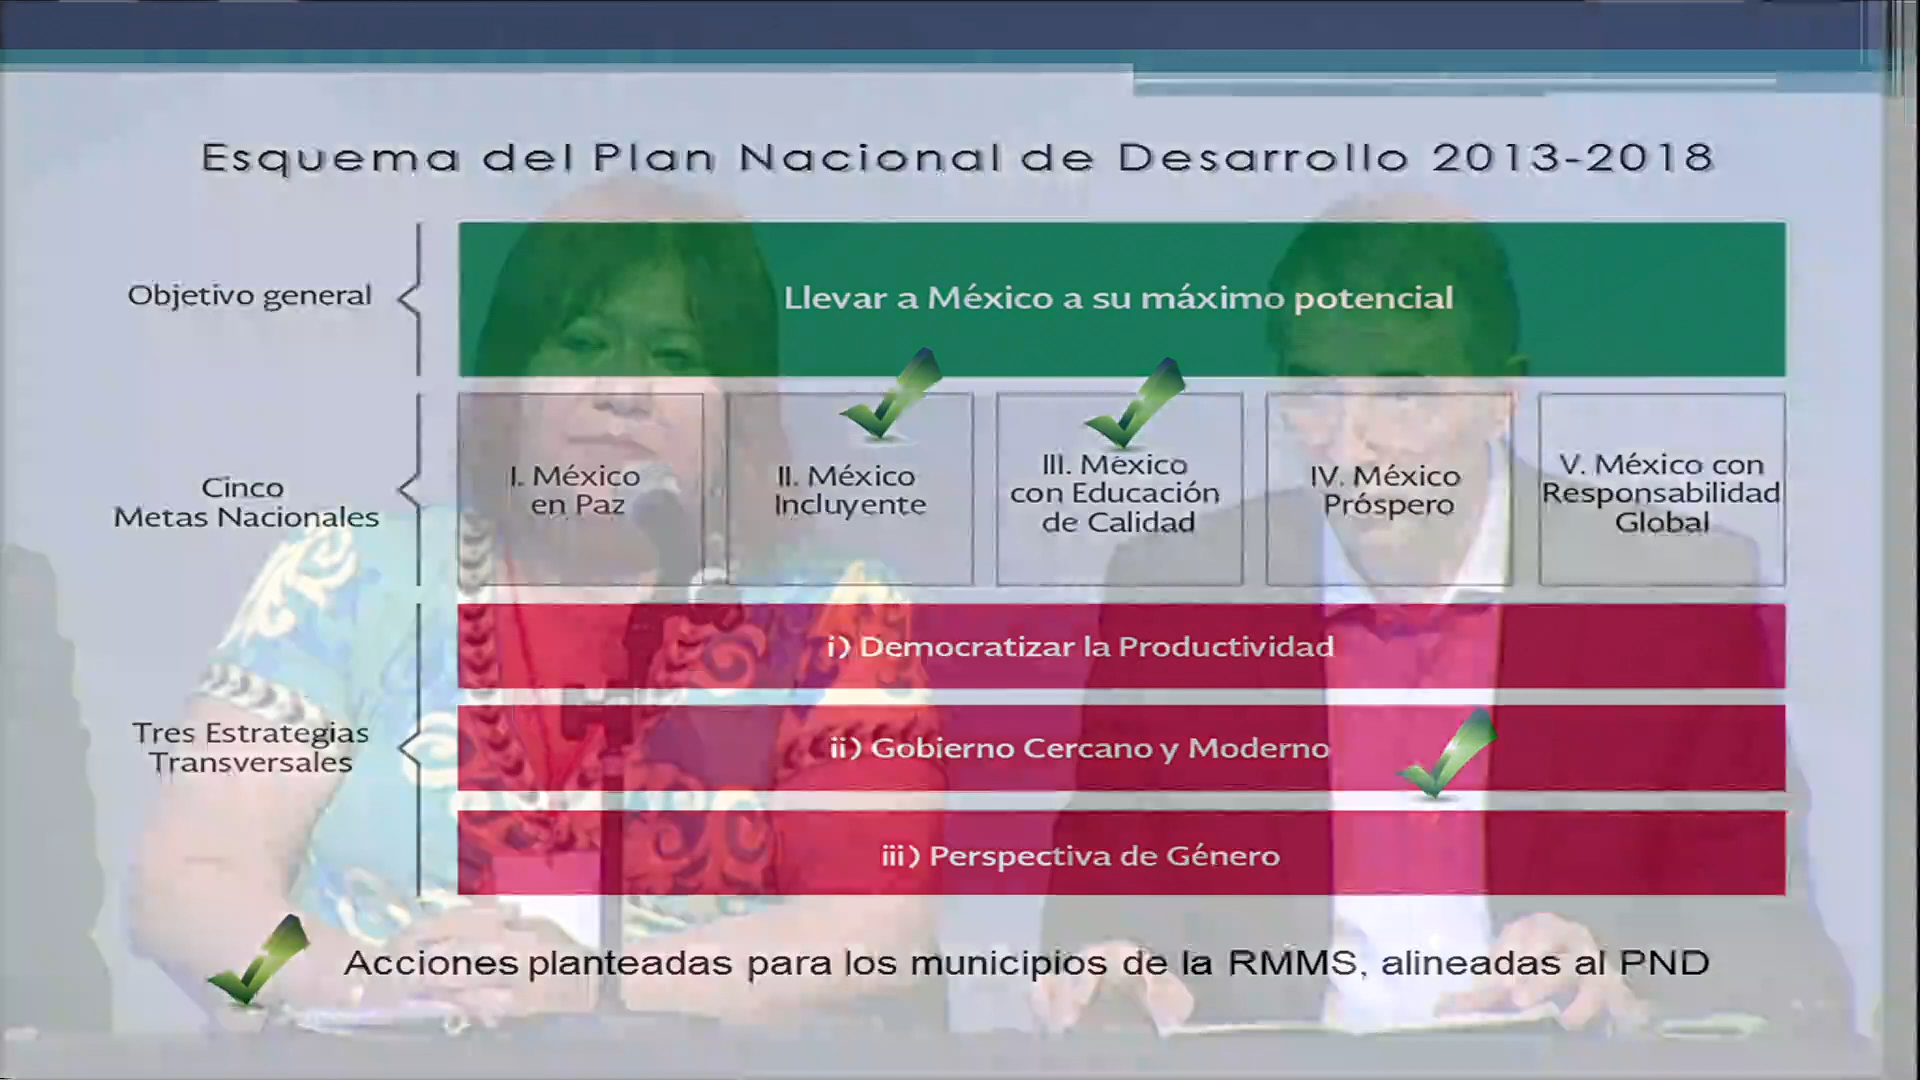 Esquema del Plan Nacional de Desarrollo 2013-2018
Objetivo general
Llevar a México a su máximo potencial
Cinco
Metas Nacionales
I. México
en Paz
II. México
Incluyente
III. México
con Educación
de Calidad
IV. México
Próspero
V. México con
Responsabilidad
Global
Tres Estrategias
Transversales
i) Democratizar la Productividad
ii) Gobierno Cercano y Moderno
iii) Perspectiva de Género
Acciones planteadas para los municipios de la RMMS, alineadas al PND